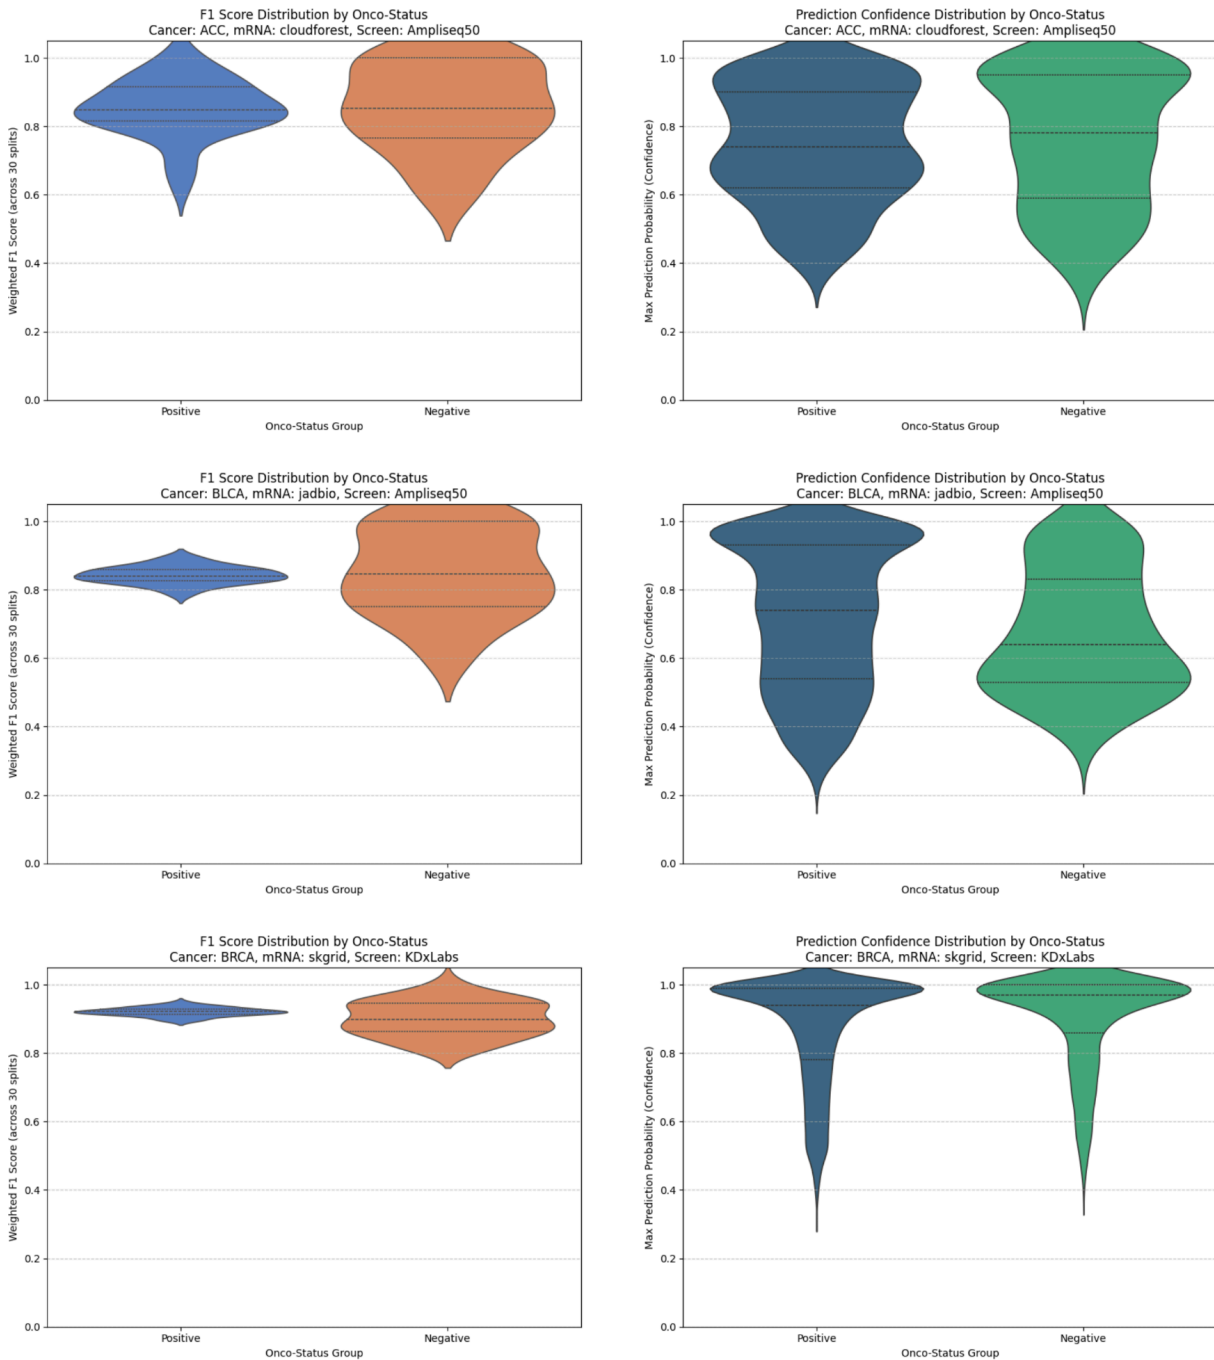 F1 Score Distribution by Onco-Status
Cancer: ACC, mRNA: cloudforest, Screen: Ampliseq50
Weighted F1 Score (across 30 splits)
1.0
0.8
0.6
0.4
0.2
0.0
Positive
Negative
Onco-Status Group
Prediction Confidence Distribution by Onco-Status
Cancer: ACC, mRNA: cloudforest, Screen: Ampliseq50
Max Prediction Probability (Confidence)
1.0
0.8
0.6
0.4
0.2
0.0
Positive
Negative
Onco-Status Group
F1 Score Distribution by Onco-Status
Cancer: BLCA, mRNA: jadbio, Screen: Ampliseq50
Weighted F1 Score (across 30 splits)
1.0
0.8
0.6
0.4
0.2
0.0
Positive
Negative
Onco-Status Group
Prediction Confidence Distribution by Onco-Status
Cancer: BLCA, mRNA: jadbio, Screen: Ampliseq50
Max Prediction Probability (Confidence)
1.0
0.8
0.6
0.4
0.2
0.0
Positive
Negative
Onco-Status Group
F1 Score Distribution by Onco-Status
Cancer: BRCA, mRNA: skgrid, Screen: KDxLabs
Weighted F1 Score (across 30 splits)
1.0
0.8
0.6
0.4
0.2
0.0
Positive
Negative
Onco-Status Group
Prediction Confidence Distribution by Onco-Status
Cancer: BRCA, mRNA: skgrid, Screen: KDxLabs
Max Prediction Probability (Confidence)
1.0
0.8
0.6
0.4
0.2
0.0
Positive
Negative
Onco-Status Group